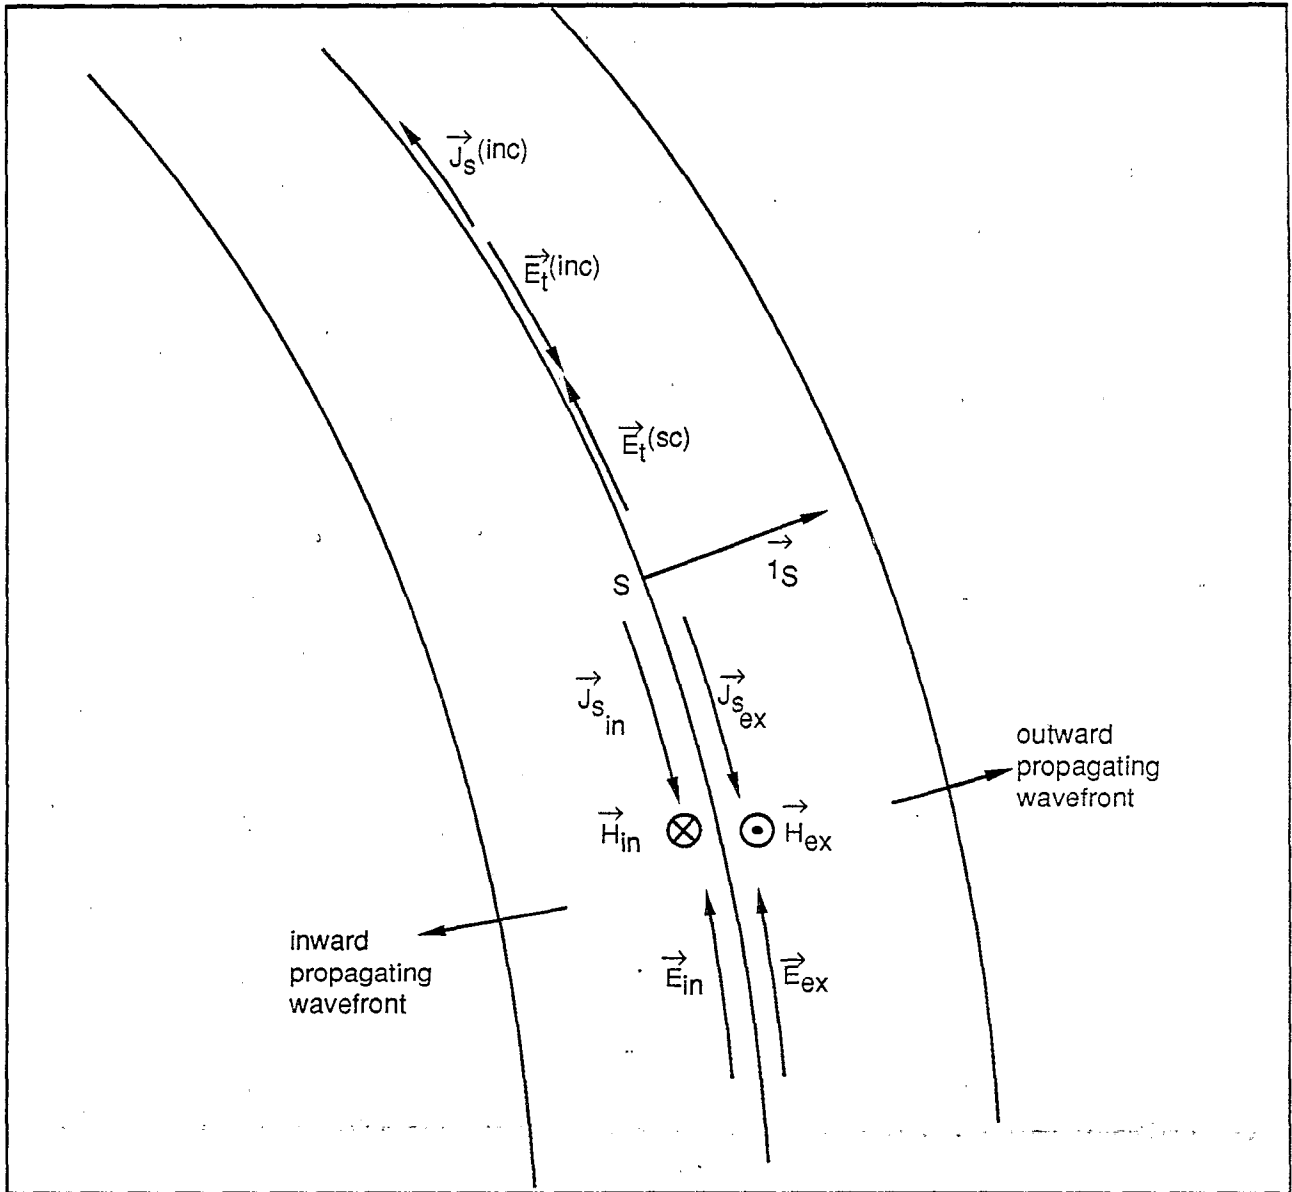 J⃗s(inc)
E⃗t(inc)
E⃗t(sc)
S
1⃗S
J⃗s in
J⃗s ex
outward
propagating
wavefront
H⃗in
H⃗ex
inward
propagating
wavefront
E⃗in
E⃗ex